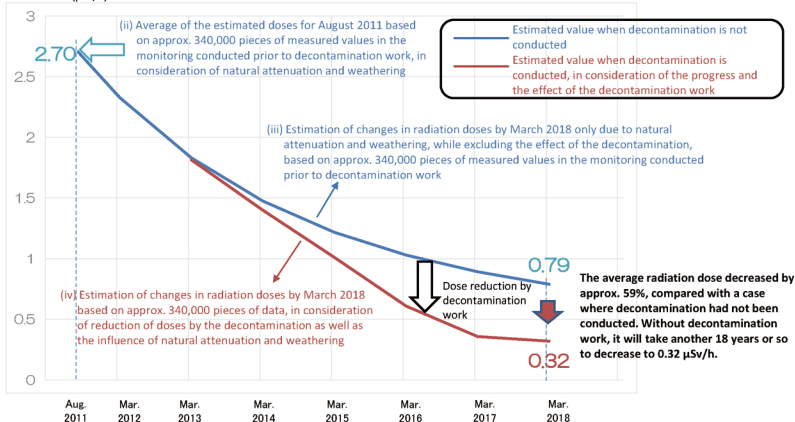 3
2.5
2
1.5
1
0.5
0
2.70
(ii) Average of the estimated doses for August 2011 based
on approx. 340,000 pieces of measured values in the
monitoring conducted prior to decontamination work, in
consideration of natural attenuation and weathering
Estimated value when decontamination is not
conducted
Estimated value when decontamination is
conducted, in consideration of the progress and
the effect of the decontamination work
(iii) Estimation of changes in radiation doses by March 2018 only due to natural
attenuation and weathering, while excluding the effect of the decontamination,
based on approx. 340,000 pieces of measured values in the monitoring conducted
prior to decontamination work
(iv) Estimation of changes in radiation doses by March 2018
based on approx. 340,000 pieces of data, in consideration
of reduction of doses by the decontamination as well as
the influence of natural attenuation and weathering
Dose reduction by
decontamination
work
0.79
0.32
The average radiation dose decreased by
approx. 59%, compared with a case
where decontamination had not been
conducted. Without decontamination
work, it will take another 18 years or so
to decrease to 0.32 μSv/h.
Aug.
2011
Mar.
2012
Mar.
2013
Mar.
2014
Mar.
2015
Mar.
2016
Mar.
2017
Mar.
2018